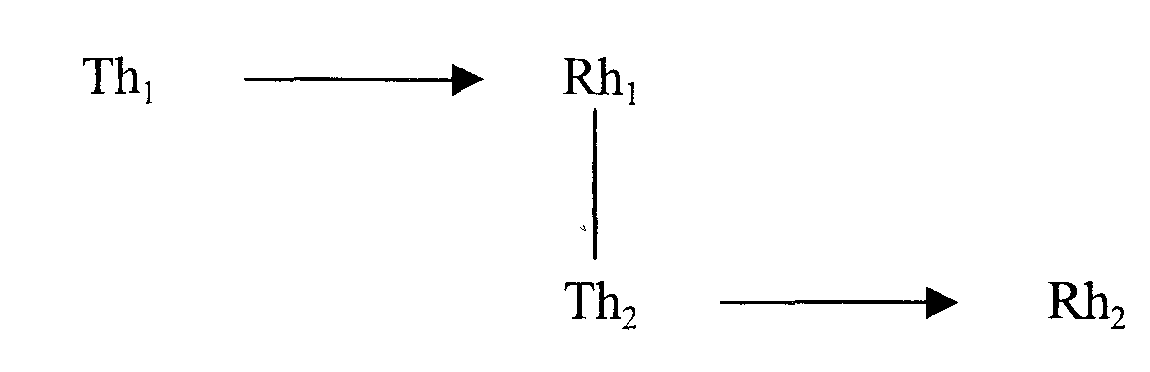 Th₁ Rh₁
Th₂ Rh₂